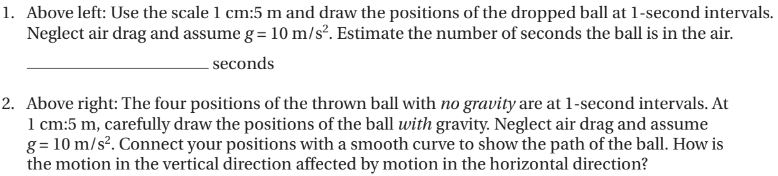 1. Above left: Use the scale 1 cm:5 m and draw the positions of the dropped ball at 1-second intervals.
Neglect air drag and assume g = 10 m/s². Estimate the number of seconds the ball is in the air.
____________________ seconds
2. Above right: The four positions of the thrown ball with no gravity are at 1-second intervals. At
1 cm:5 m, carefully draw the positions of the ball with gravity. Neglect air drag and assume
g = 10 m/s². Connect your positions with a smooth curve to show the path of the ball. How is
the motion in the vertical direction affected by motion in the horizontal direction?